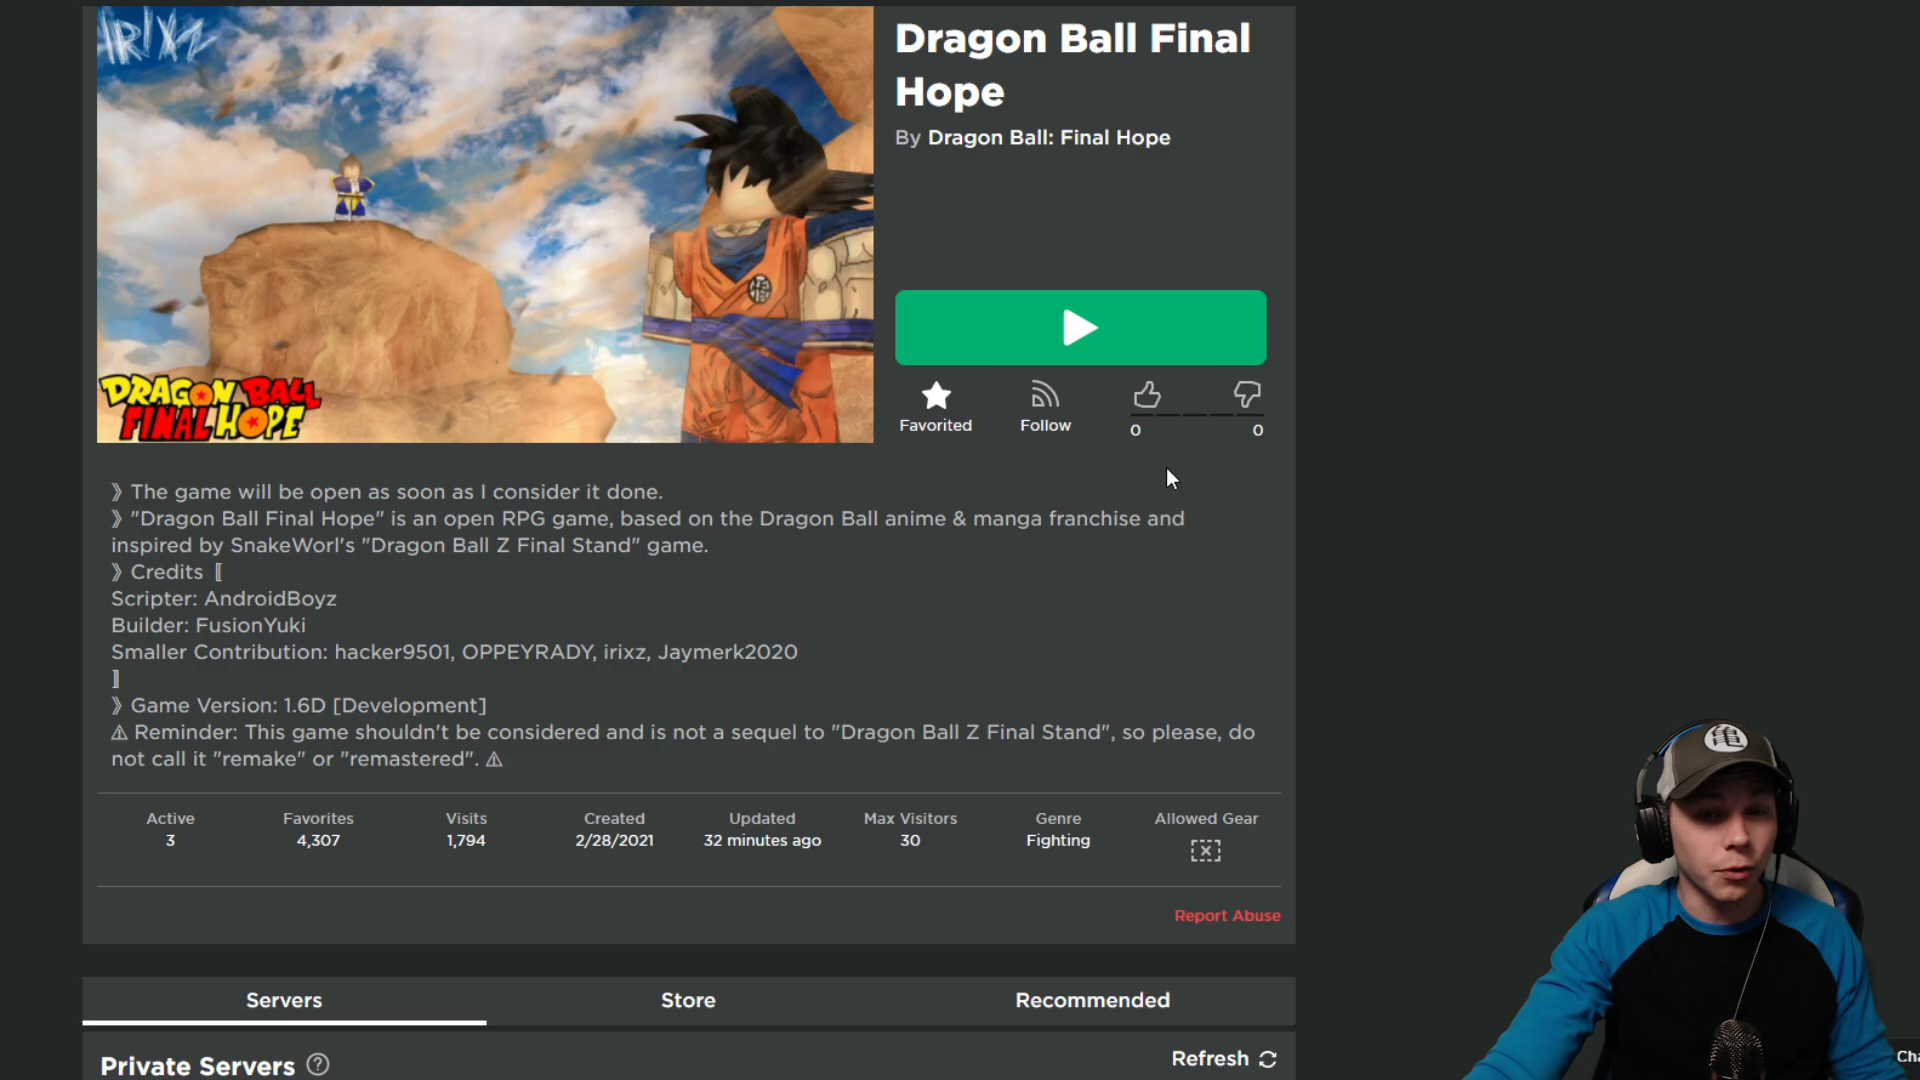 IRIXZ
DRAGON BALL
FINAL HOPE
Dragon Ball Final
Hope
By Dragon Ball: Final Hope
Favorited
Follow
0
0
》The game will be open as soon as I consider it done.
》"Dragon Ball Final Hope" is an open RPG game, based on the Dragon Ball anime & manga franchise and
inspired by SnakeWorl's "Dragon Ball Z Final Stand" game.
》Credits 〚
Scripter: AndroidBoyz
Builder: FusionYuki
Smaller Contribution: hacker9501, OPPEYRADY, irixz, Jaymerk2020
〛
》Game Version: 1.6D [Development]
⚠ Reminder: This game shouldn't be considered and is not a sequel to "Dragon Ball Z Final Stand", so please, do
not call it "remake" or "remastered". ⚠
Active Favorites Visits Created Updated Max Visitors Genre Allowed Gear
3 4,307 1,794 2/28/2021 32 minutes ago 30 Fighting
Report Abuse
Servers Store Recommended
Private Servers
Refresh
亀